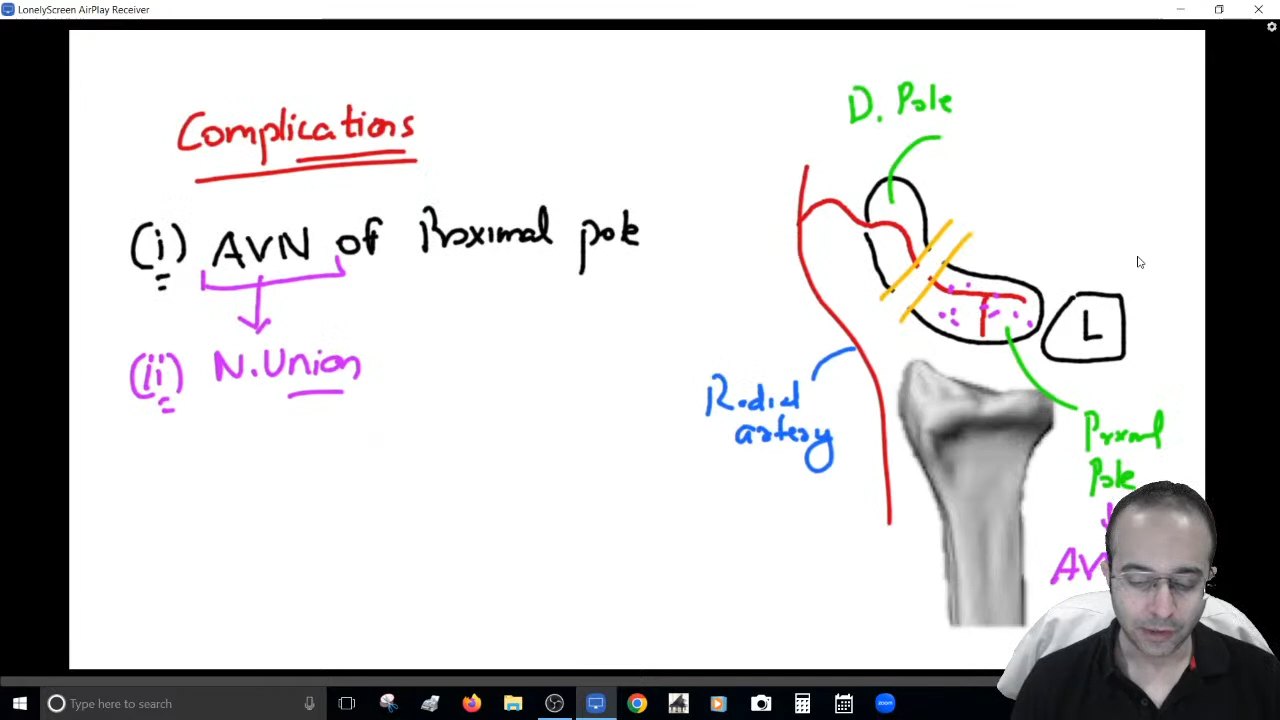 LonelyScreen AirPlay Receiver
Complications
(i) AVN of Proximal pole
(ii) N.Union
D. Pole
L
Radial
artery
Pole
AV
Type here to search
zoom